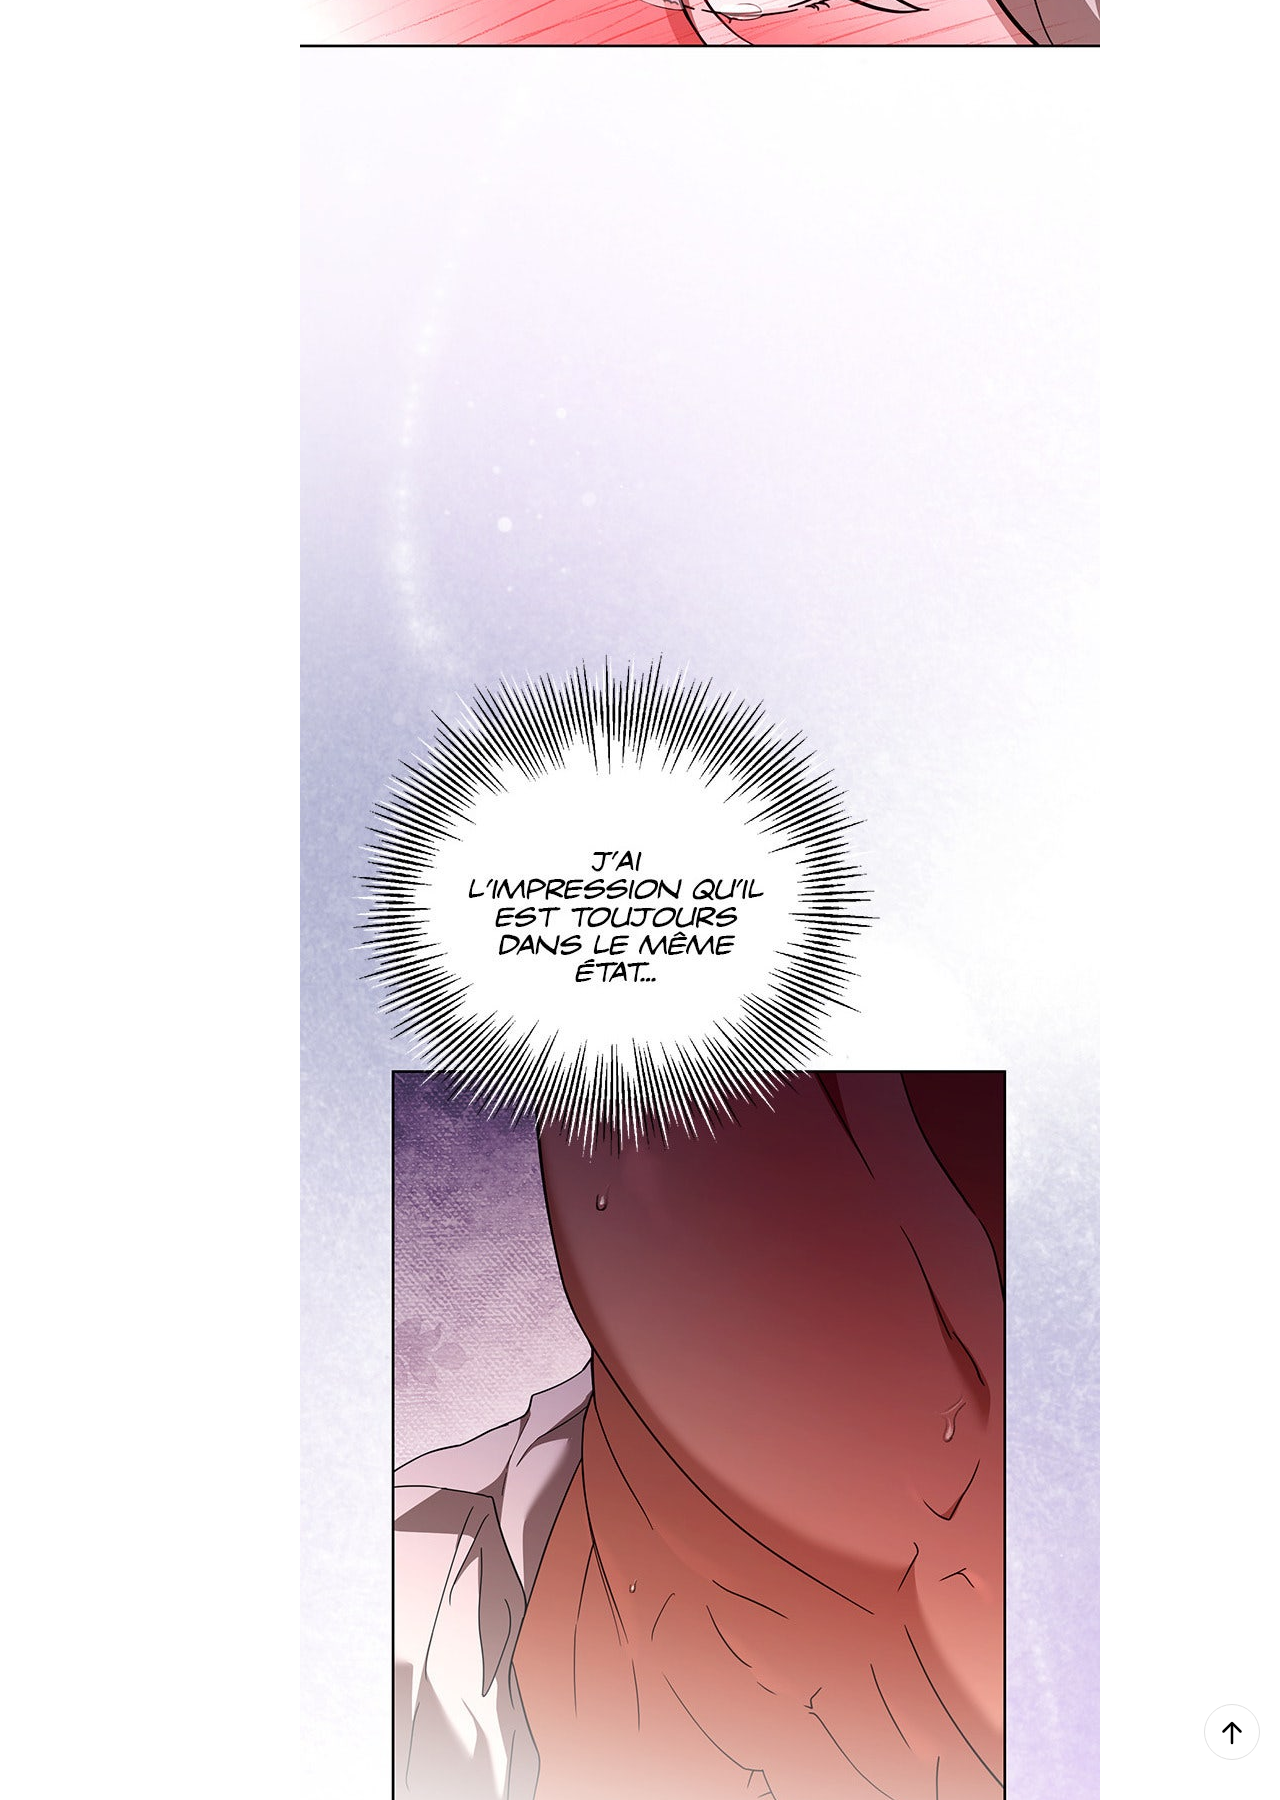 J'AI
L'IMPRESSION QU'IL
EST TOUJOURS
DANS LE MÊME
ÉTAT...